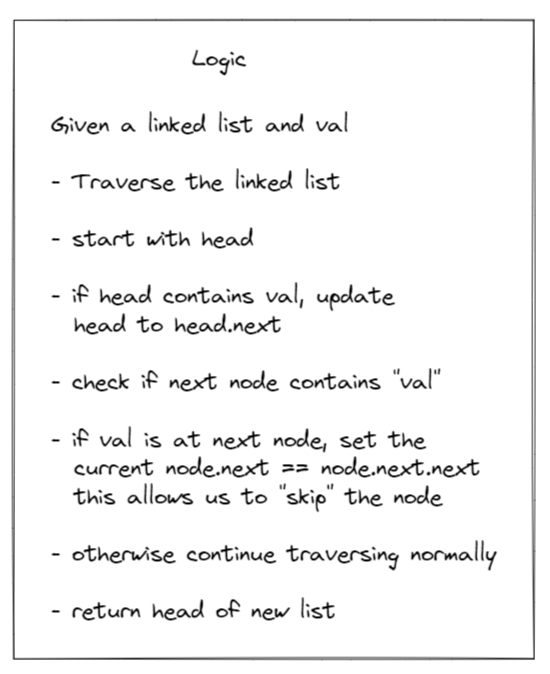 Logic
Given a linked list and val
- Traverse the linked list
- start with head
- if head contains val, update
head to head.next
- check if next node contains "val"
- if val is at next node, set the
current node.next == node.next.next
this allows us to "skip" the node
- otherwise continue traversing normally
- return head of new list